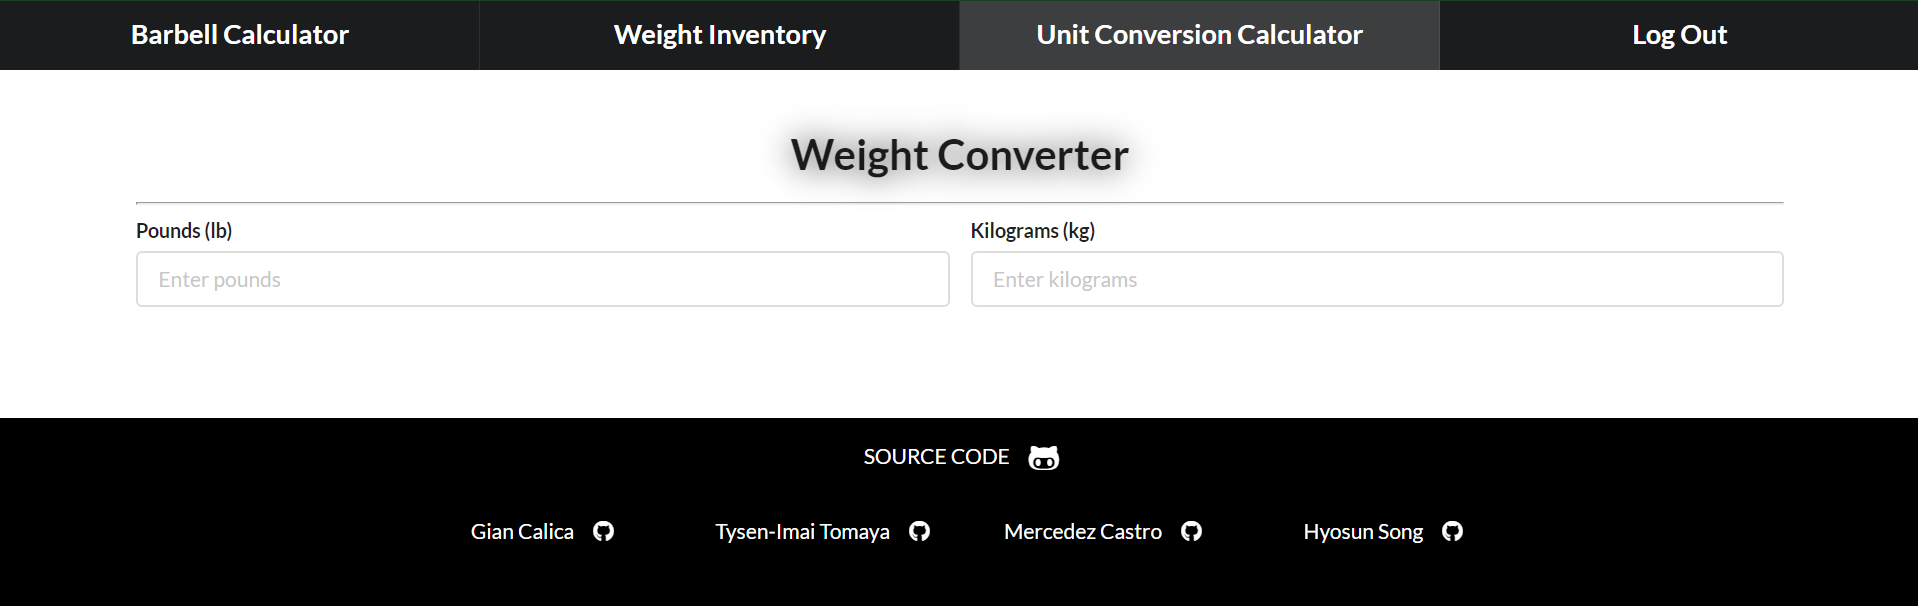 Barbell Calculator Weight Inventory Unit Conversion Calculator Log Out
Weight Converter
Pounds (lb) Kilograms (kg)
Enter pounds Enter kilograms
SOURCE CODE
Gian Calica Tysen-Imai Tomaya Mercedez Castro Hyosun Song